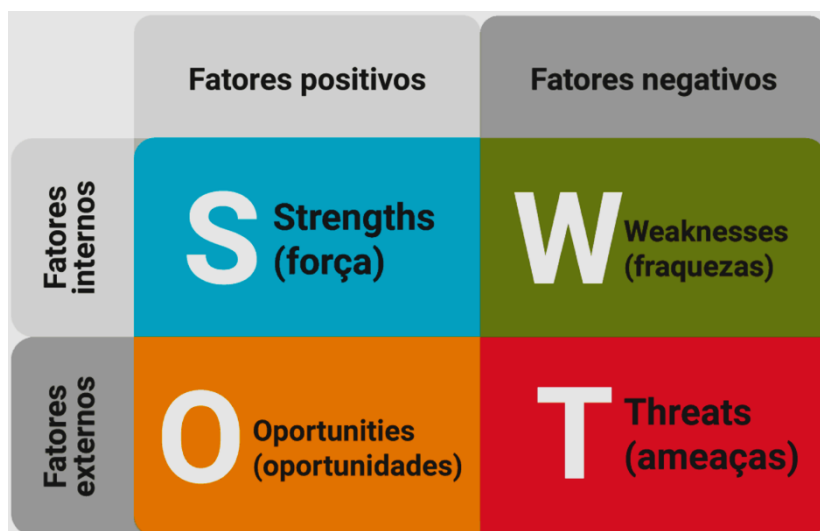 Fatores positivos
Fatores negativos
Fatores
internos
S
Strengths
(força)
W
Weaknesses
(fraquezas)
Fatores
externos
O
Oportunities
(oportunidades)
T
Threats
(ameaças)